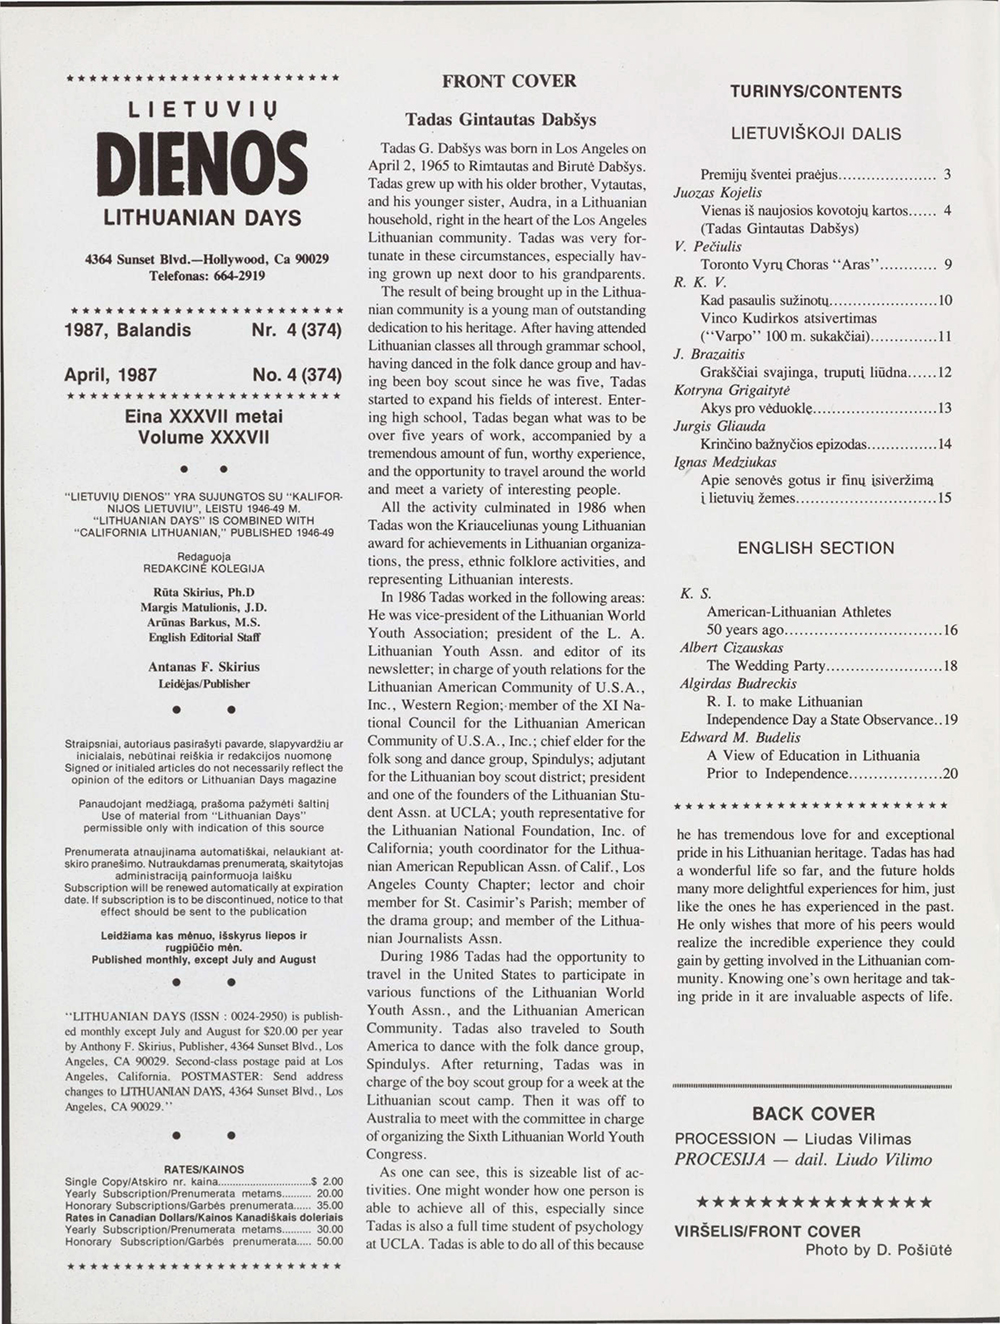 LIETUVIŲ
DIENOS
LITHUANIAN DAYS
4364 Sunset Blvd.—Hollywood, Ca 90029
Telefonas: 664-2919
1987, Balandis Nr. 4 (374)
April, 1987 No. 4 (374)
Eina XXXVII metai
Volume XXXVII
"LIETUVIŲ DIENOS" YRA SUJUNGTOS SU "KALIFOR-
NIJOS LIETUVIU", LEISTU 1946-49 M.
"LITHUANIAN DAYS" IS COMBINED WITH
"CALIFORNIA LITHUANIAN," PUBLISHED 1946-49
Redaguoja
REDAKCINĖ KOLEGIJA
Rūta Skirius, Ph.D
Margis Matulionis, J.D.
Arūnas Barkus, M.S.
English Editorial Staff
Antanas F. Skirius
Leidėjas/Publisher
Straipsniai, autoriaus pasirašyti pavarde, slapyvardžiu ar
inicialais, nebūtinai reiškia ir redakcijos nuomonę
Signed or initialed articles do not necessarily reflect the
opinion of the editors or Lithuanian Days magazine
Panaudojant medžiagą, prašoma pažymėti šaltinį
Use of material from "Lithuanian Days"
permissible only with indication of this source
Prenumerata atnaujinama automatiškai, nelaukiant at-
skiro pranešimo. Nutraukdamas prenumeratą, skaitytojas
administraciją painformuoja laišku
Subscription will be renewed automatically at expiration
date. If subscription is to be discontinued, notice to that
effect should be sent to the publication
Leidžiama kas mėnuo, išskyrus liepos ir
rugpiūčio mėn.
Published monthly, except July and August
"LITHUANIAN DAYS (ISSN : 0024-2950) is publish-
ed monthly except July and August for $20.00 per year
by Anthony F. Skirius, Publisher, 4364 Sunset Blvd., Los
Angeles, CA 90029. Second-class postage paid at Los
Angeles, California. POSTMASTER: Send address
changes to LITHUANIAN DAYS, 4364 Sunset Blvd., Los
Angeles, CA 90029."
RATES/KAINOS
Single Copy/Atskiro nr. kaina..........................$ 2.00
Yearly Subscription/Prenumerata metams......... 20.00
Honorary Subscriptions/Garbės prenumerata..... 35.00
Rates in Canadian Dollars/Kainos Kanadiškais doleriais
Yearly Subscription/Prenumerata metams......... 30.00
Honorary Subscription/Garbės prenumerata..... 50.00
FRONT COVER
Tadas Gintautas Dabšys
Tadas G. Dabšys was born in Los Angeles on
April 2, 1965 to Rimtautas and Birutė Dabšys.
Tadas grew up with his older brother, Vytautas,
and his younger sister, Audra, in a Lithuanian
household, right in the heart of the Los Angeles
Lithuanian community. Tadas was very for-
tunate in these circumstances, especially hav-
ing grown up next door to his grandparents.
The result of being brought up in the Lithua-
nian community is a young man of outstanding
dedication to his heritage. After having attended
Lithuanian classes all through grammar school,
having danced in the folk dance group and hav-
ing been boy scout since he was five, Tadas
started to expand his fields of interest. Enter-
ing high school, Tadas began what was to be
over five years of work, accompanied by a
tremendous amount of fun, worthy experience,
and the opportunity to travel around the world
and meet a variety of interesting people.
All the activity culminated in 1986 when
Tadas won the Kriauceliunas young Lithuanian
award for achievements in Lithuanian organiza-
tions, the press, ethnic folklore activities, and
representing Lithuanian interests.
In 1986 Tadas worked in the following areas:
He was vice-president of the Lithuanian World
Youth Association; president of the L. A.
Lithuanian Youth Assn. and editor of its
newsletter; in charge of youth relations for the
Lithuanian American Community of U.S.A.,
Inc., Western Region; member of the XI Na-
tional Council for the Lithuanian American
Community of U.S.A., Inc.; chief elder for the
folk song and dance group, Spindulys; adjutant
for the Lithuanian boy scout district; president
and one of the founders of the Lithuanian Stu-
dent Assn. at UCLA; youth representative for
the Lithuanian National Foundation, Inc. of
California; youth coordinator for the Lithua-
nian American Republican Assn. of Calif., Los
Angeles County Chapter; lector and choir
member for St. Casimir's Parish; member of
the drama group; and member of the Lithua-
nian Journalists Assn.
During 1986 Tadas had the opportunity to
travel in the United States to participate in
various functions of the Lithuanian World
Youth Assn., and the Lithuanian American
Community. Tadas also traveled to South
America to dance with the folk dance group,
Spindulys. After returning, Tadas was in
charge of the boy scout group for a week at the
Lithuanian scout camp. Then it was off to
Australia to meet with the committee in charge
of organizing the Sixth Lithuanian World Youth
Congress.
As one can see, this is sizeable list of ac-
tivities. One might wonder how one person is
able to achieve all of this, especially since
Tadas is also a full time student of psychology
at UCLA. Tadas is able to do all of this because
TURINYS/CONTENTS
LIETUVIŠKOJI DALIS
Premijų šventei praėjus..................... 3
Juozas Kojelis
Vienas iš naujosios kovotojų kartos...... 4
(Tadas Gintautas Dabšys)
V. Pečiulis
Toronto Vyrų Choras "Aras"............ 9
R. K. V.
Kad pasaulis sužinotų.......................10
Vinco Kudirkos atsivertimas
("Varpo" 100 m. sukakčiai)..............11
J. Brazaitis
Grakščiai svajinga, truputį liūdna......12
Kotryna Grigaitytė
Akys pro vėduoklę..........................13
Jurgis Gliauda
Krinčino bažnyčios epizodas...............14
Ignas Medziukas
Apie senovės gotus ir finų įsiveržimą
į lietuvių žemes..............................15
ENGLISH SECTION
K. S.
American-Lithuanian Athletes
50 years ago.................................16
Albert Cizauskas
The Wedding Party........................18
Algirdas Budreckis
R. I. to make Lithuanian
Independence Day a State Observance..19
Edward M. Budelis
A View of Education in Lithuania
Prior to Independence....................20
he has tremendous love for and exceptional
pride in his Lithuanian heritage. Tadas has had
a wonderful life so far, and the future holds
many more delightful experiences for him, just
like the ones he has experienced in the past.
He only wishes that more of his peers would
realize the incredible experience they could
gain by getting involved in the Lithuanian com-
munity. Knowing one's own heritage and tak-
ing pride in it are invaluable aspects of life.
BACK COVER
PROCESSION — Liudas Vilimas
PROCESIJA — dail. Liudo Vilimo
VIRŠELIS/FRONT COVER
Photo by D. Pošiūtė